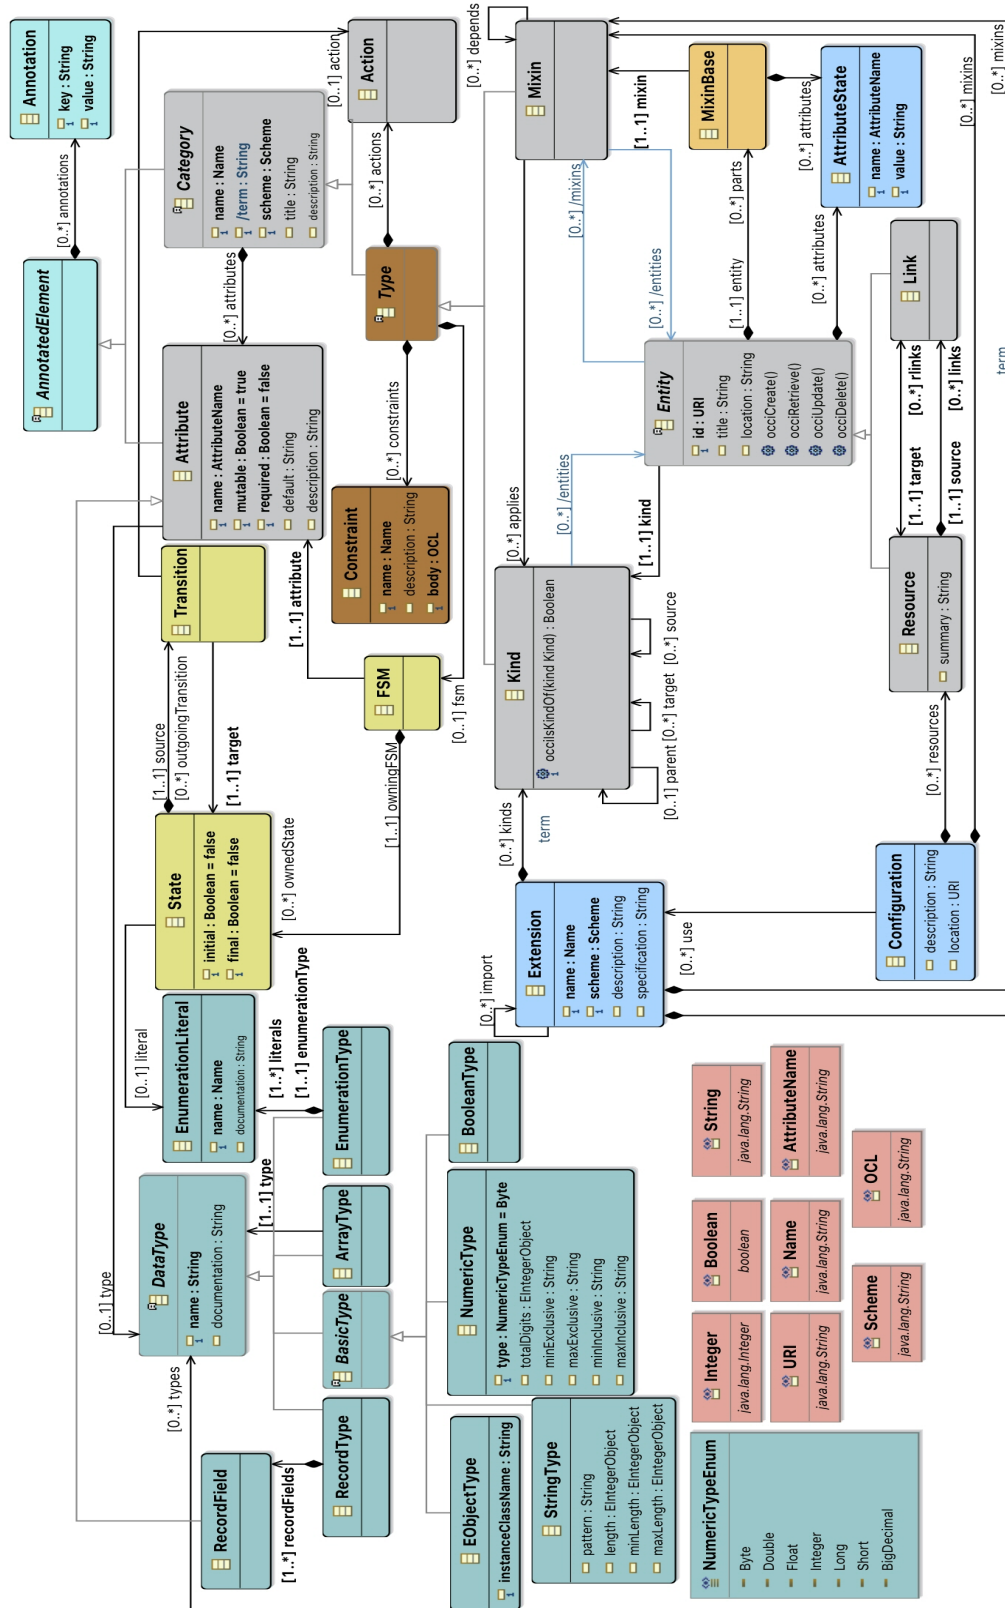 [0..*] types
RecordField
[1..*] recordFields
RecordType
EObjectType
instanceClassName : String
StringType
pattern : String
length : EIntegerObject
minLength : EIntegerObject
maxLength : EIntegerObject
NumericTypeEnum
Byte
Double
Float
Integer
Long
Short
BigDecimal
[0..1] type
DataType
name : String
documentation : String
[1..1] type
BasicType
ArrayType
NumericType
type : NumericTypeEnum = Byte
totalDigits : EIntegerObject
minExclusive : String
maxExclusive : String
minInclusive : String
maxInclusive : String
Integer
java.lang.Integer
Boolean
boolean
String
java.lang.String
URI
java.lang.String
Name
java.lang.String
AttributeName
java.lang.String
Scheme
java.lang.String
OCL
java.lang.String
[0..1] literal
EnumerationLiteral
name : Name
documentation : String
[1..*] literals
[1..1] enumerationType
EnumerationType
BooleanType
State
initial : Boolean = false
final : Boolean = false
[0..*] ownedState
[1..1] owningFSM
[1..1] source
[0..*] outgoingTransition
[1..1] target
Transition
FSM
[0..1] fsm
[1..1] attribute
[0..*] import
Extension
name : Name
scheme : Scheme
description : String
specification : String
[0..*] use
[0..*] kinds
term
Configuration
description : String
location : URI
[0..*] resources
Kind
occiIsKindOf(kind Kind) : Boolean
[0..1] parent
[0..*] target
[0..*] source
[0..*] applies
[0..*] /entities
[1..1] kind
Resource
summary : String
[1..1] target
[0..*] rlinks
[1..1] source
[0..*] links
Link
Constraint
name : Name
description : String
body : OCL
[0..*] constraints
Attribute
name : AttributeName
mutable : Boolean = true
required : Boolean = false
default : String
description : String
[0..*] attributes
AnnotatedElement
[0..*] annotations
Annotation
key : String
value : String
Category
name : Name
/term : String
scheme : Scheme
title : String
description : String
Type
[0..*] actions
[0..1] action
Action
Entity
id : URI
title : String
location : String
occiCreate()
occiRetrieve()
occiUpdate()
occiDelete()
[0..*] /entities
[0..*] /mixins
[1..1] entity
[0..*] parts
[0..*] attributes
[0..*] depends
Mixin
[1..1] mixin
MixinBase
[0..*] attributes
AttributeState
name : AttributeName
value : String
[0..*] mixins
[0..*] mixins
term